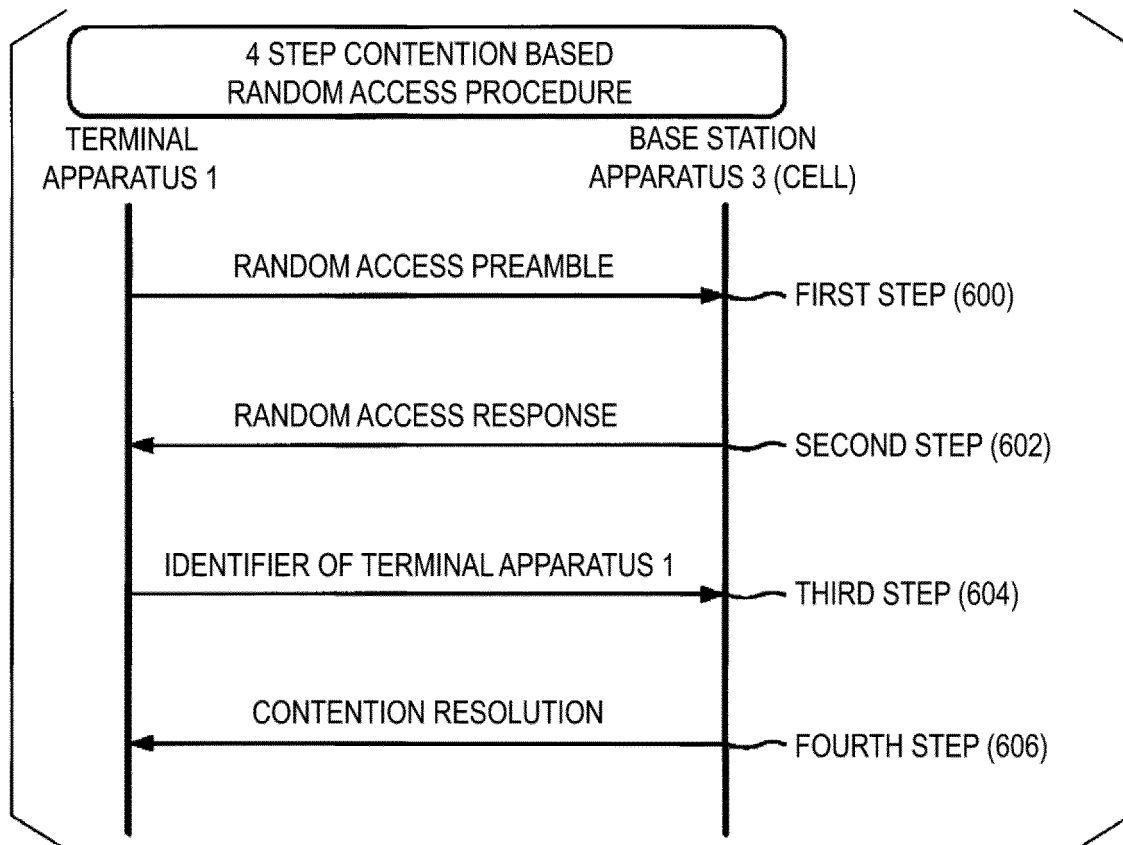 4 STEP CONTENTION BASED
RANDOM ACCESS PROCEDURE
TERMINAL
APPARATUS 1
BASE STATION
APPARATUS 3 (CELL)
RANDOM ACCESS PREAMBLE
FIRST STEP (600)
RANDOM ACCESS RESPONSE
SECOND STEP (602)
IDENTIFIER OF TERMINAL APPARATUS 1
THIRD STEP (604)
CONTENTION RESOLUTION
FOURTH STEP (606)